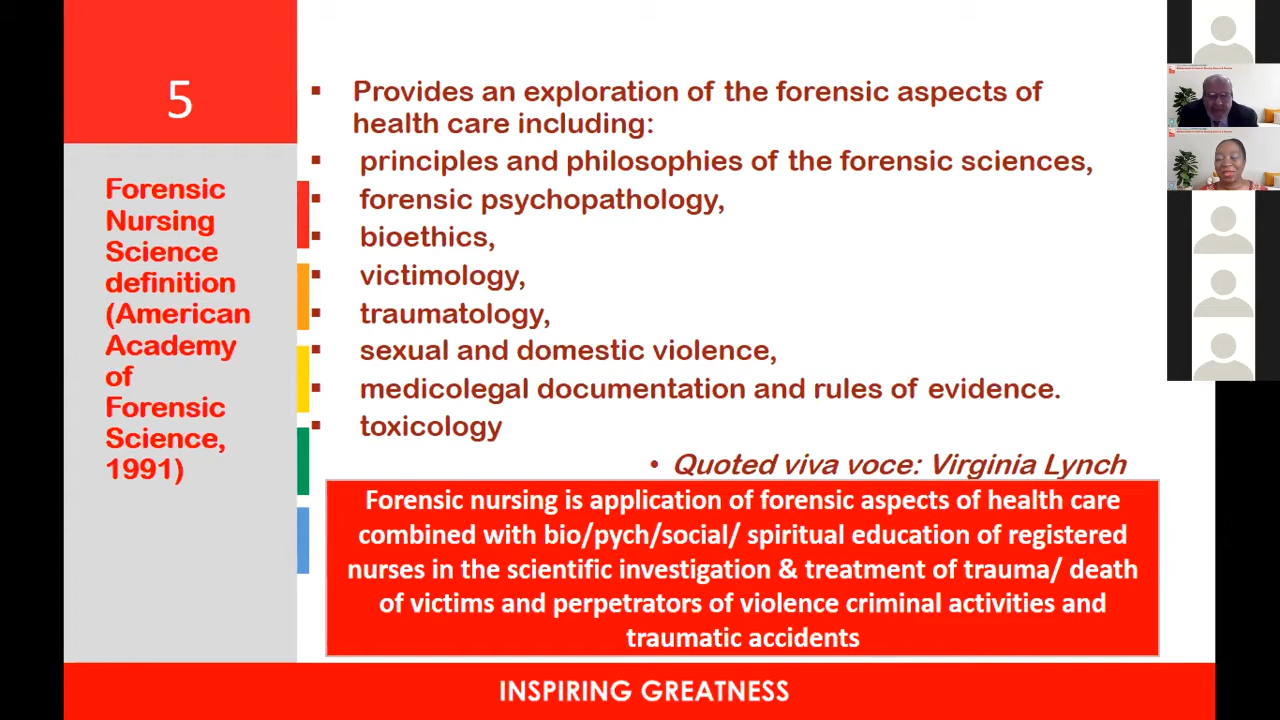 5
Forensic
Nursing
Science
definition
(American
Academy
of
Forensic
Science,
1991)
▪ Provides an exploration of the forensic aspects of
health care including:
▪ principles and philosophies of the forensic sciences,
▪ forensic psychopathology,
▪ bioethics,
▪ victimology,
▪ traumatology,
▪ sexual and domestic violence,
▪ medicolegal documentation and rules of evidence.
▪ toxicology
• Quoted viva voce: Virginia Lynch
Forensic nursing is application of forensic aspects of health care
combined with bio/pych/social/ spiritual education of registered
nurses in the scientific investigation & treatment of trauma/ death
of victims and perpetrators of violence criminal activities and
traumatic accidents
INSPIRING GREATNESS